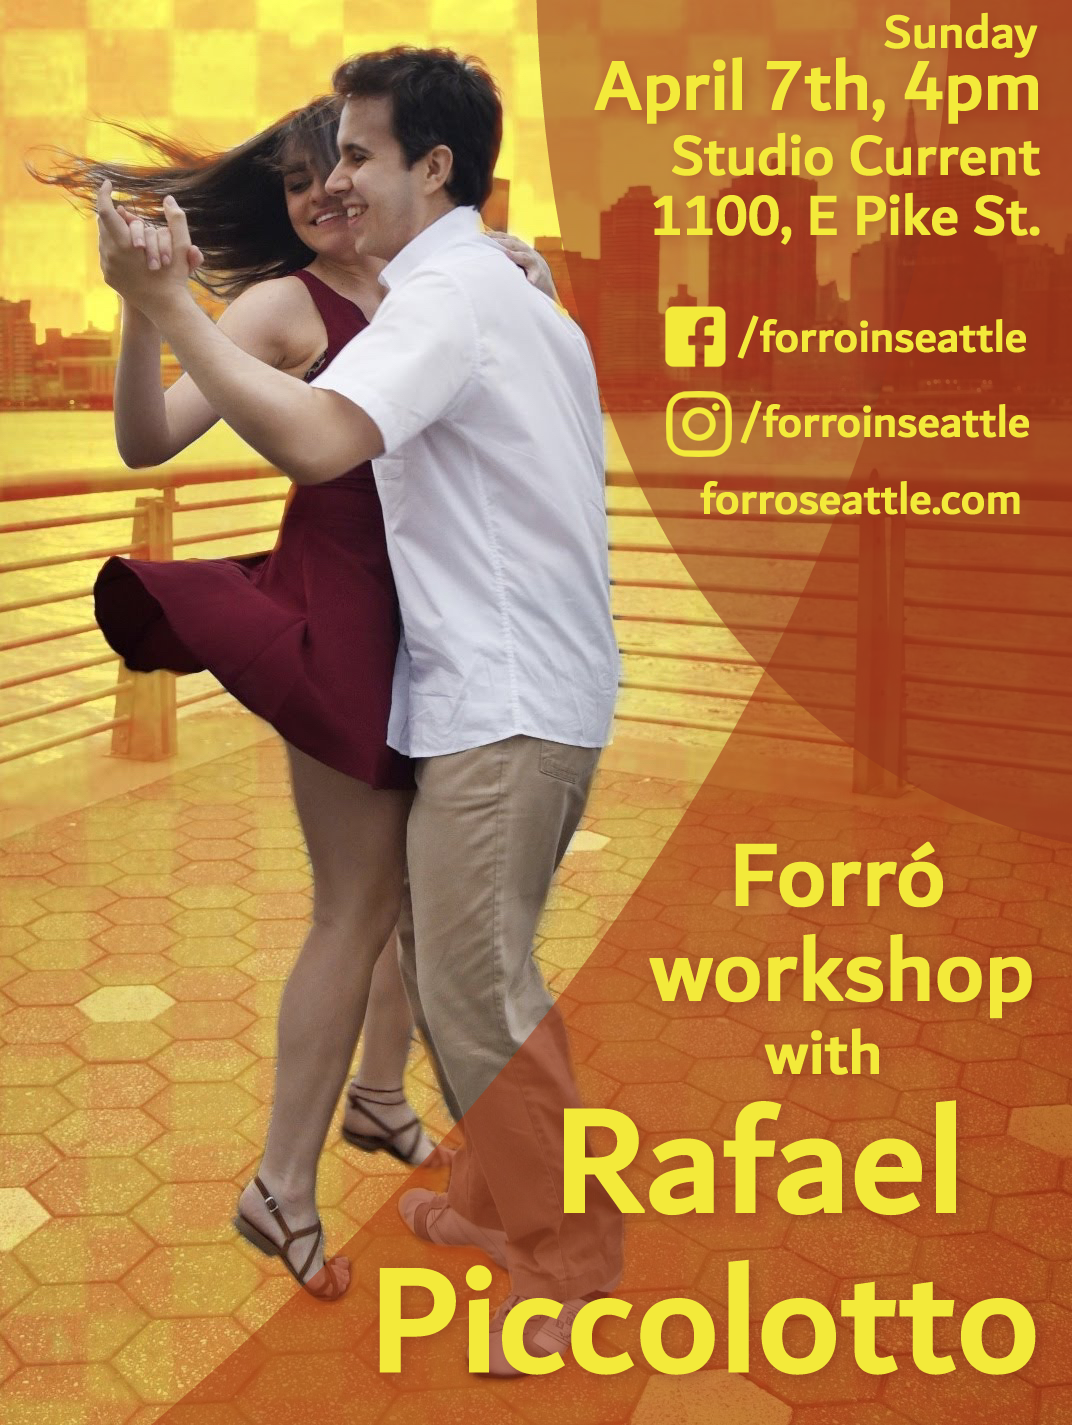 Sunday
April 7th, 4pm
Studio Current
1100, E Pike St.
/forroinseattle
/forroinseattle
forroseattle.com
Forró
workshop
with
Rafael
Piccolotto